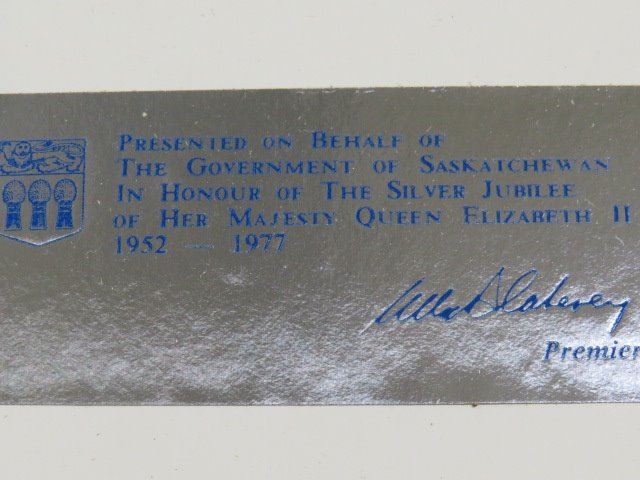 PRESENTED ON BEHALF OF
THE GOVERNMENT OF SASKATCHEWAN
IN HONOUR OF THE SILVER JUBILEE
OF HER MAJESTY QUEEN ELIZABETH II
1952 — 1977
Premier